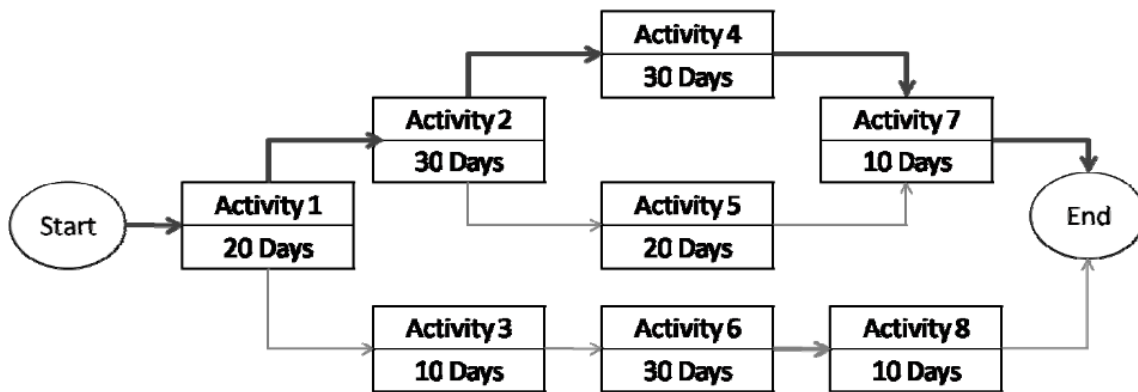 Activity 4
30 Days
Activity 2
30 Days
Activity 7
10 Days
Start
Activity 1
20 Days
Activity 5
20 Days
End
Activity 3
10 Days
Activity 6
30 Days
Activity 8
10 Days